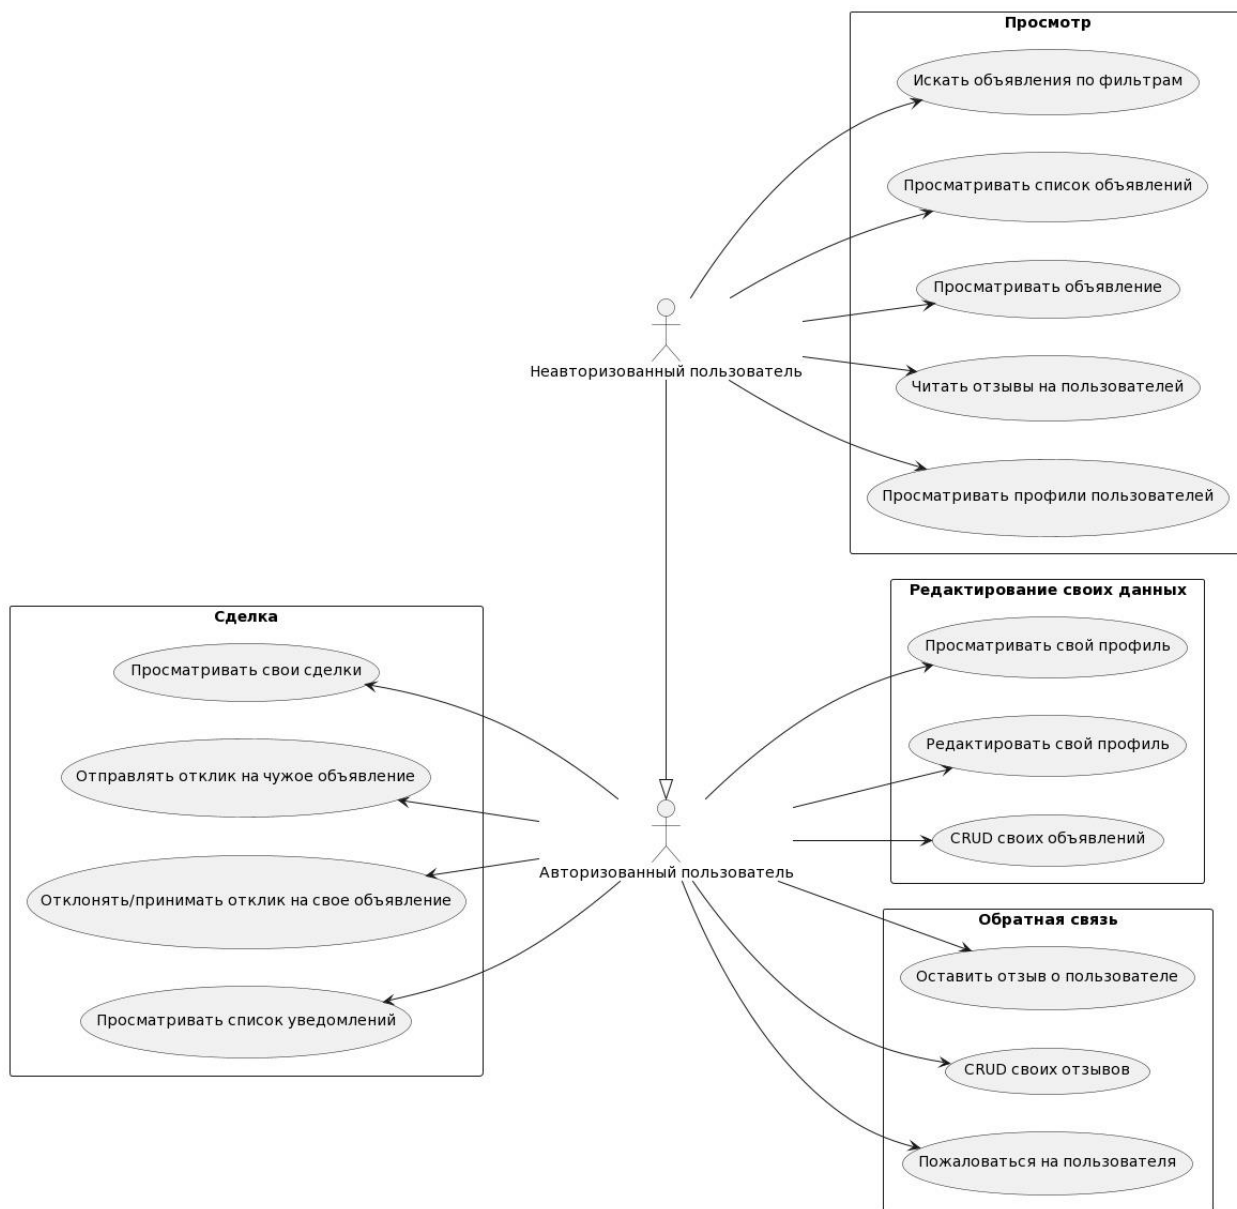 Просмотр
Искать объявления по фильтрам
Просматривать список объявлений
Просматривать объявление
Читать отзывы на пользователей
Просматривать профили пользователей
Неавторизованный пользователь
Сделка
Просматривать свои сделки
Отправлять отклик на чужое объявление
Отклонять/принимать отклик на свое объявление
Просматривать список уведомлений
Авторизованный пользователь
Редактирование своих данных
Просматривать свой профиль
Редактировать свой профиль
CRUD своих объявлений
Обратная связь
Оставить отзыв о пользователе
CRUD своих отзывов
Пожаловаться на пользователя